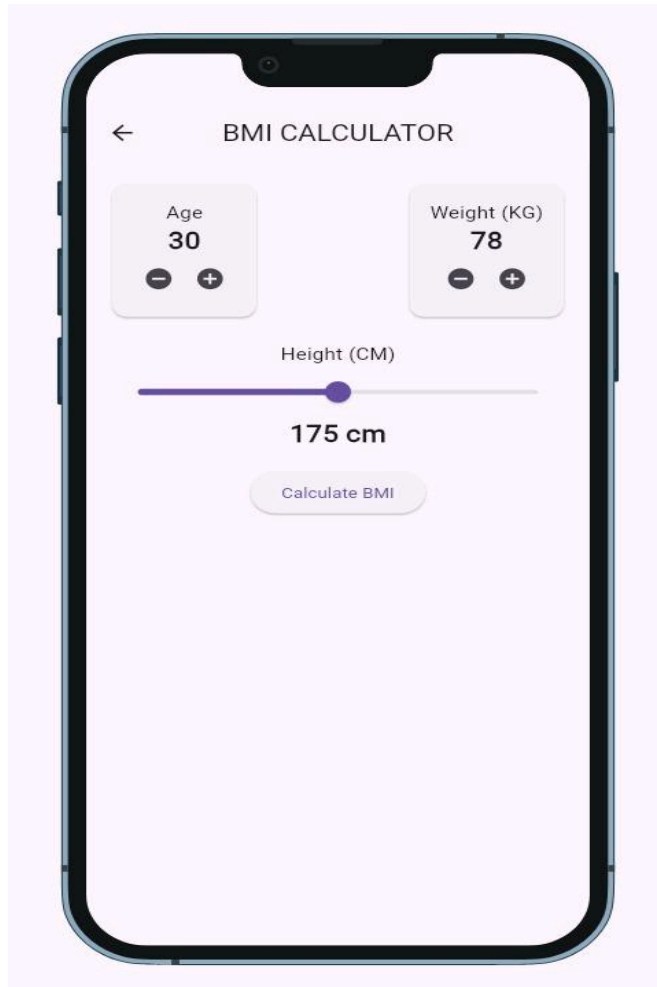 BMI CALCULATOR
Age
30
Weight (KG)
78
Height (CM)
175 cm
Calculate BMI